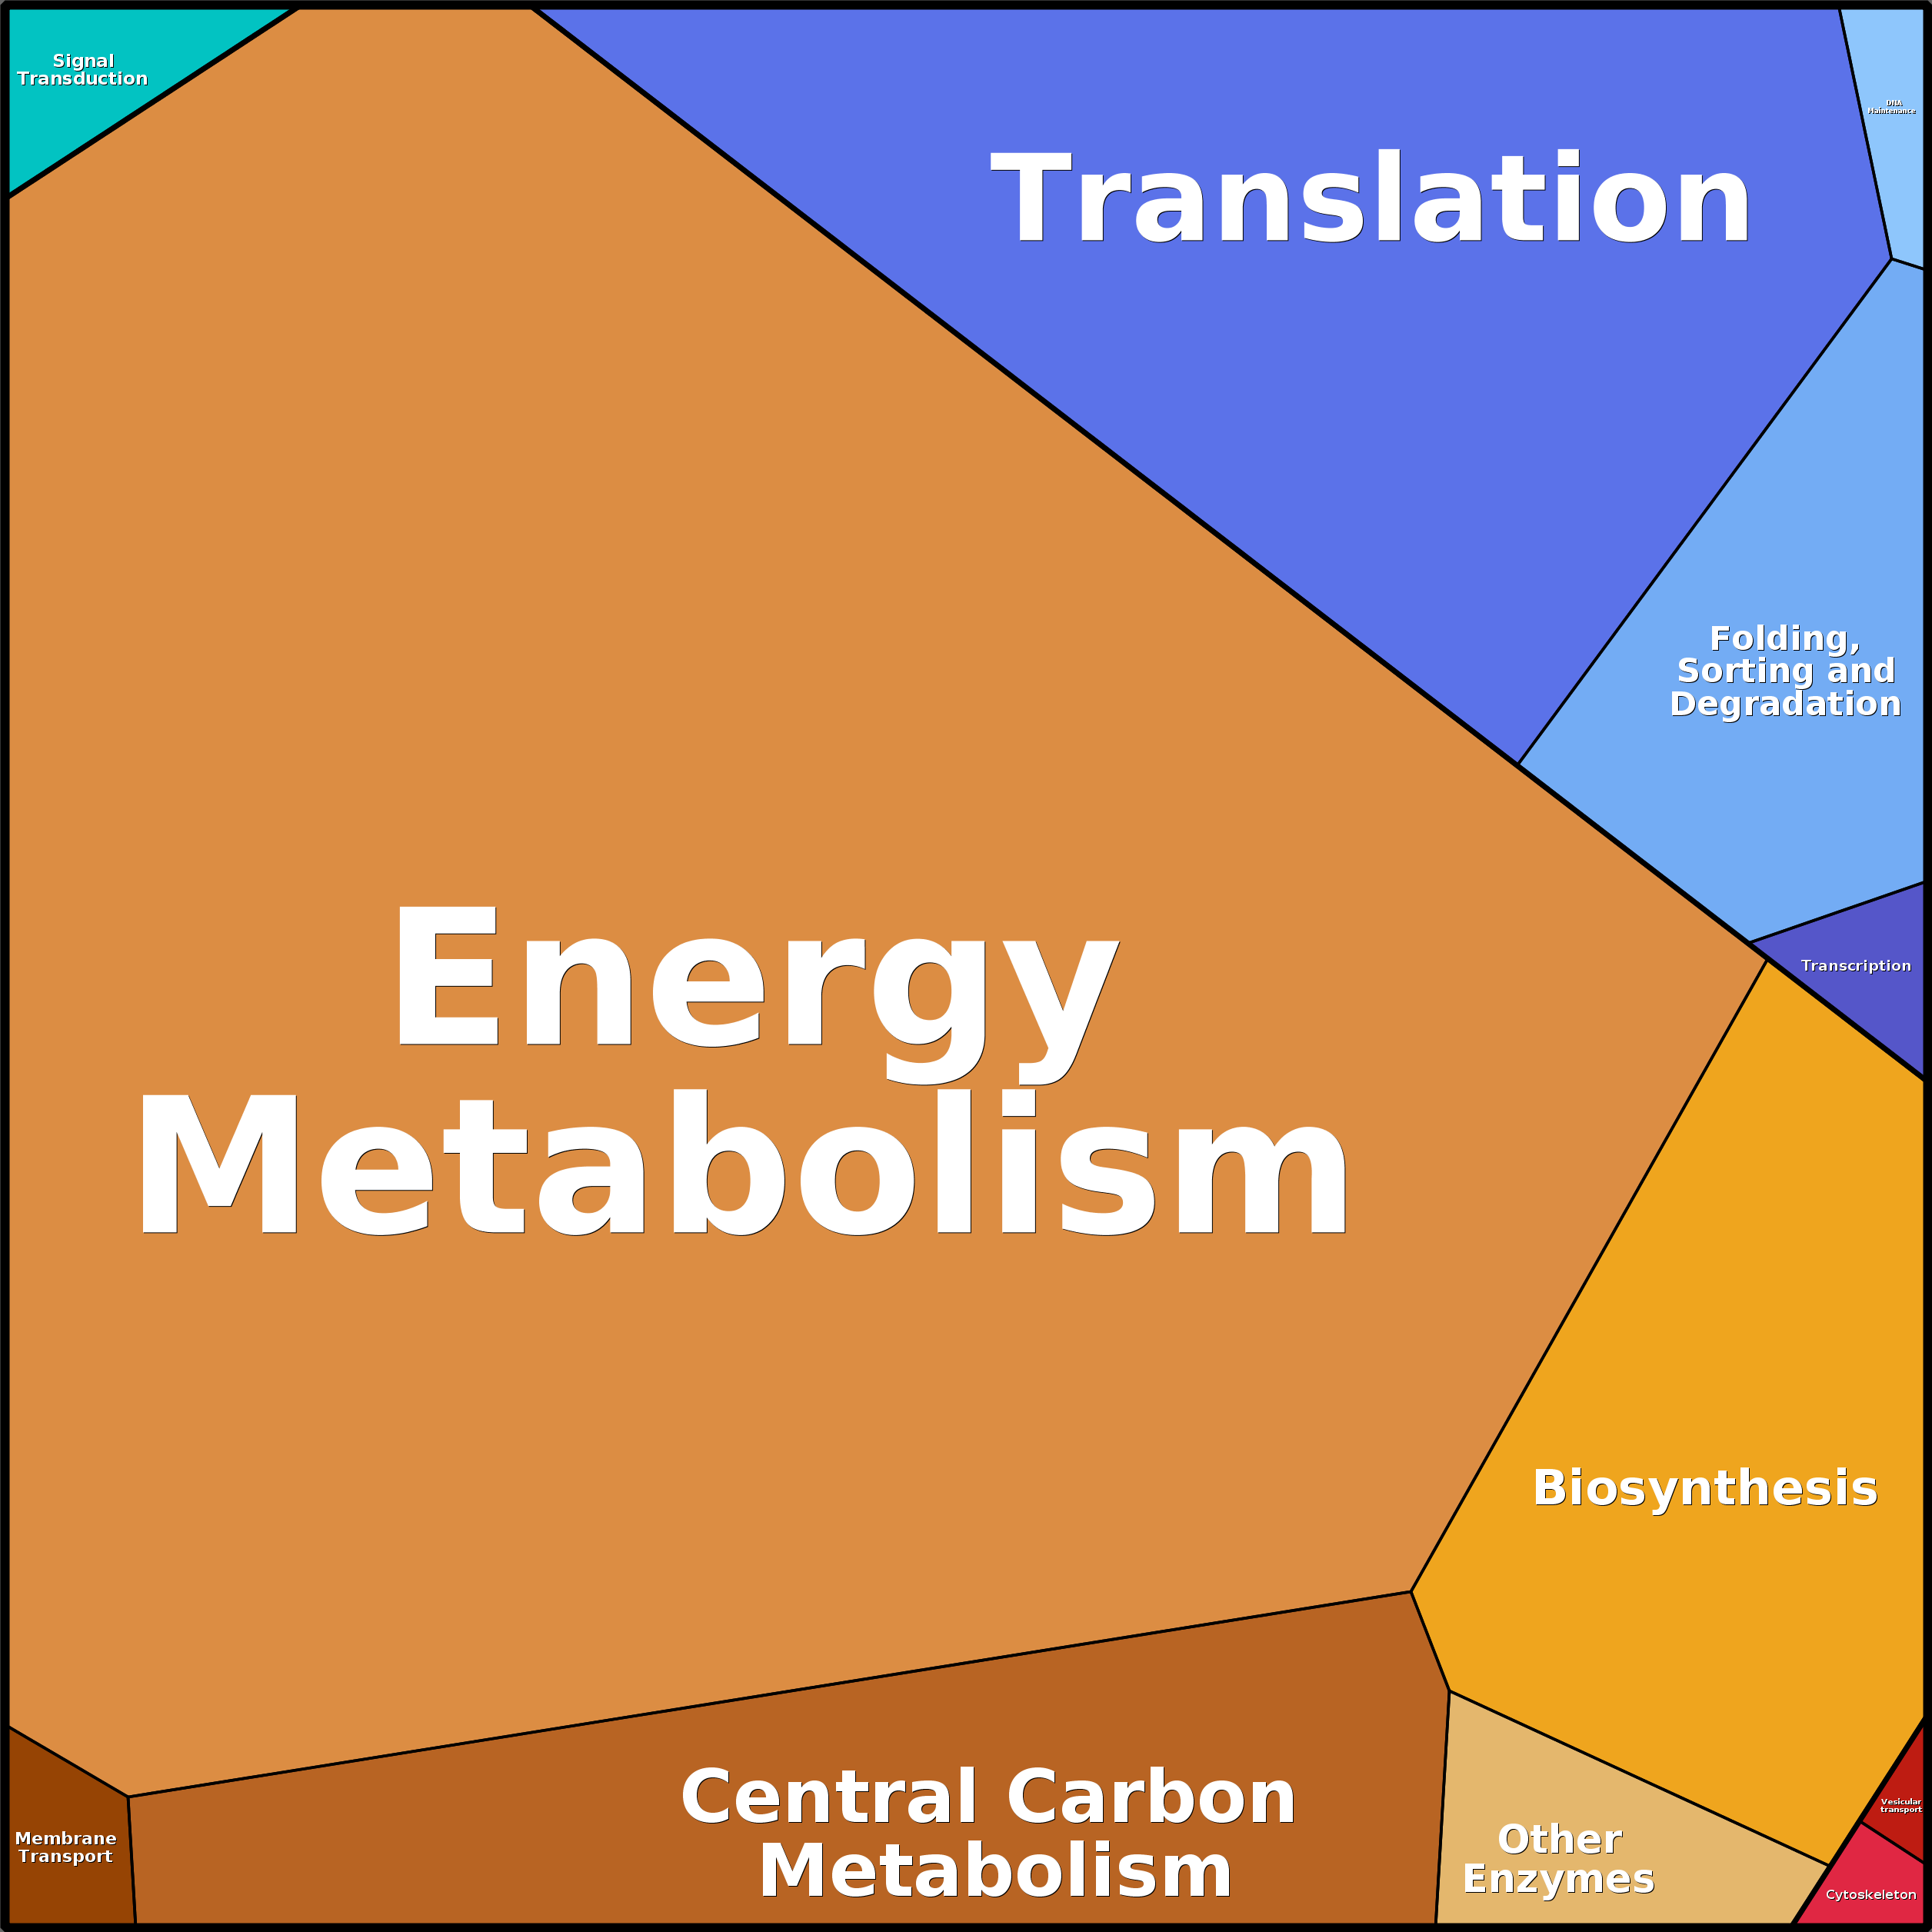 Signal
Transduction
Translation
DNA
Maintenance
Folding,
Sorting and
Degradation
Transcription
Energy
Metabolism
Biosynthesis
Central Carbon
Metabolism
Other
Enzymes
Membrane
Transport
Vesicular
transport
Cytoskeleton